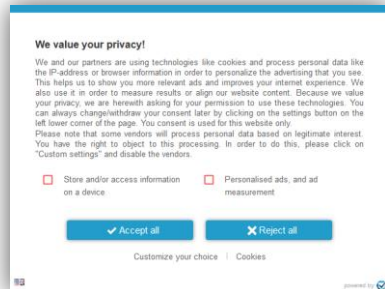 We value your privacy!
We and our partners are using technologies like cookies and process personal data like
the IP-address or browser information in order to personalize the advertising that you see.
This helps us to show you more relevant ads and improves your internet experience. We
also use it in order to measure results or align our website content. Because we value
your privacy, we are herewith asking for your permission to use these technologies. You
can always change/withdraw your consent later by clicking on the settings button on the
left lower corner of the page. You consent is used for this website only.
Please note that some vendors will process personal data based on legitimate interest.
You have the right to object to this processing. In order to do this, please click on
"Custom settings" and disable the vendors.
Store and/or access information
on a device
Personalised ads, and ad
measurement
Accept all
Reject all
Customize your choice | Cookies
powered by